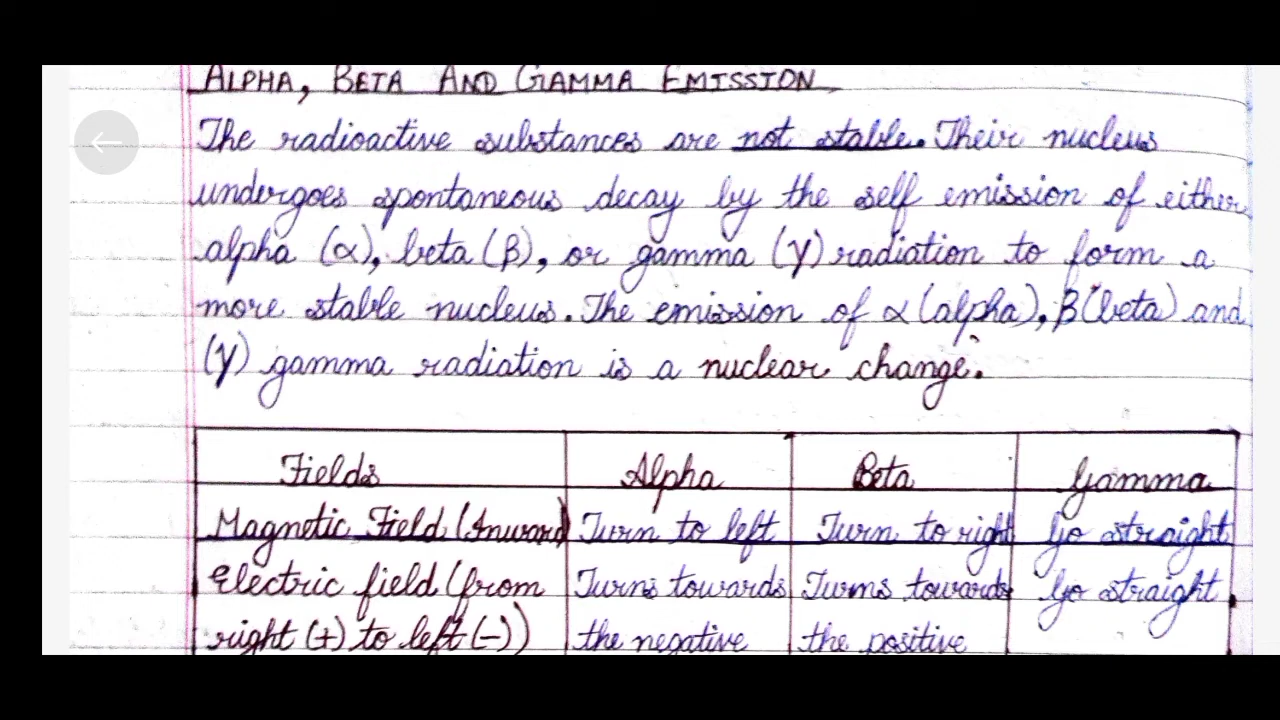 ALPHA, BETA AND GAMMA EMISSION
The radioactive substances are not stable. Their nucleus
undergoes spontaneous decay by the self emission of either
alpha (α), beta (β), or gamma (γ) radiation to form a
more stable nucleus. The emission of α (alpha), β (beta) and
(γ) gamma radiation is a nuclear change.
Fields Alpha Beta Gamma
Magnetic Field (Inward) Turn to left Turn to right Go straight
Electric field (from Turns towards Turns towards Go straight
right (+) to left (-)) the negative the positive